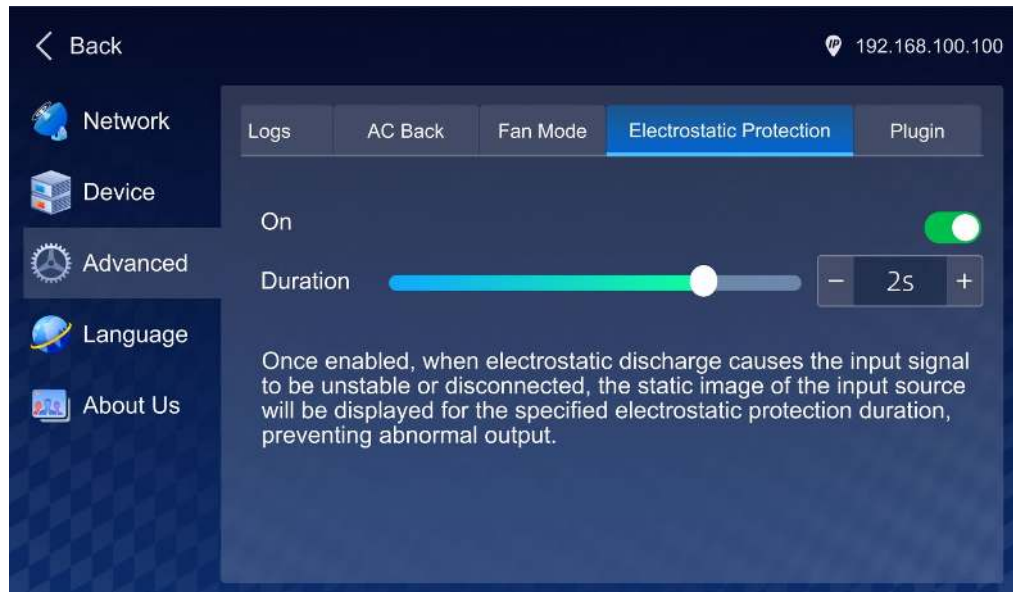 Back
IP 192.168.100.100
Network
Device
Advanced
Language
About Us
Logs AC Back Fan Mode Electrostatic Protection Plugin
On
Duration − 2s +
Once enabled, when electrostatic discharge causes the input signal
to be unstable or disconnected, the static image of the input source
will be displayed for the specified electrostatic protection duration,
preventing abnormal output.